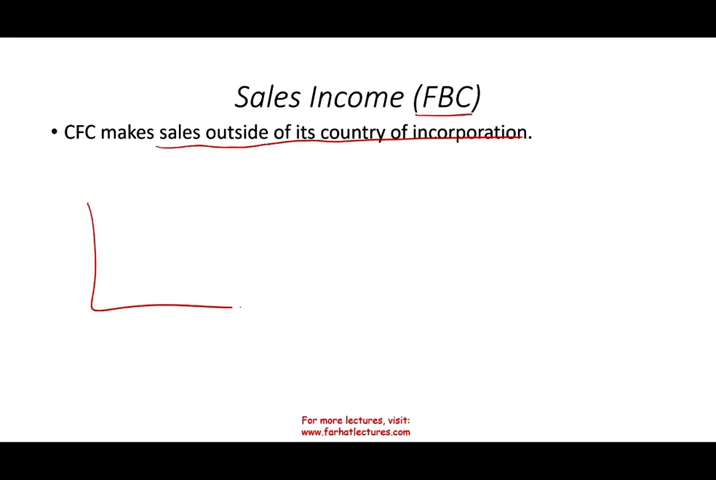 Sales Income (FBC)
• CFC makes sales outside of its country of incorporation.
For more lectures, visit:
www.farhatlectures.com